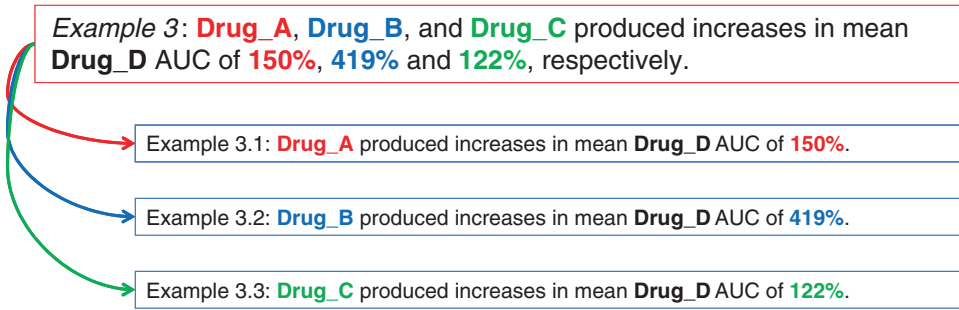 Example 3: Drug_A, Drug_B, and Drug_C produced increases in mean
Drug_D AUC of 150%, 419% and 122%, respectively.
Example 3.1: Drug_A produced increases in mean Drug_D AUC of 150%.
Example 3.2: Drug_B produced increases in mean Drug_D AUC of 419%.
Example 3.3: Drug_C produced increases in mean Drug_D AUC of 122%.